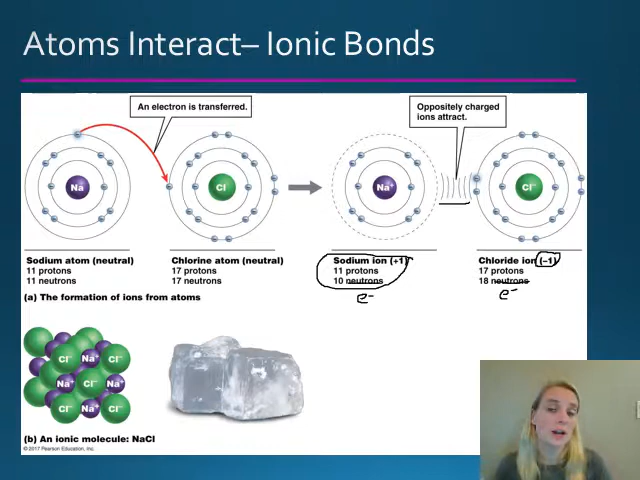 Atoms Interact– Ionic Bonds
An electron is transferred.
Oppositely charged
ions attract.
Na
Cl
Na⁺
Cl⁻
Sodium atom (neutral)
11 protons
11 neutrons
Chlorine atom (neutral)
17 protons
17 neutrons
Sodium ion (+1)
11 protons
10 neutrons
e⁻
Chloride ion (−1)
17 protons
18 neutrons
e⁻
(a) The formation of ions from atoms
Cl⁻ Na⁺ Cl⁻
Na⁺ Cl⁻ Na⁺
Cl⁻ Na⁺ Cl⁻
(b) An ionic molecule: NaCl
© 2017 Pearson Education, Inc.